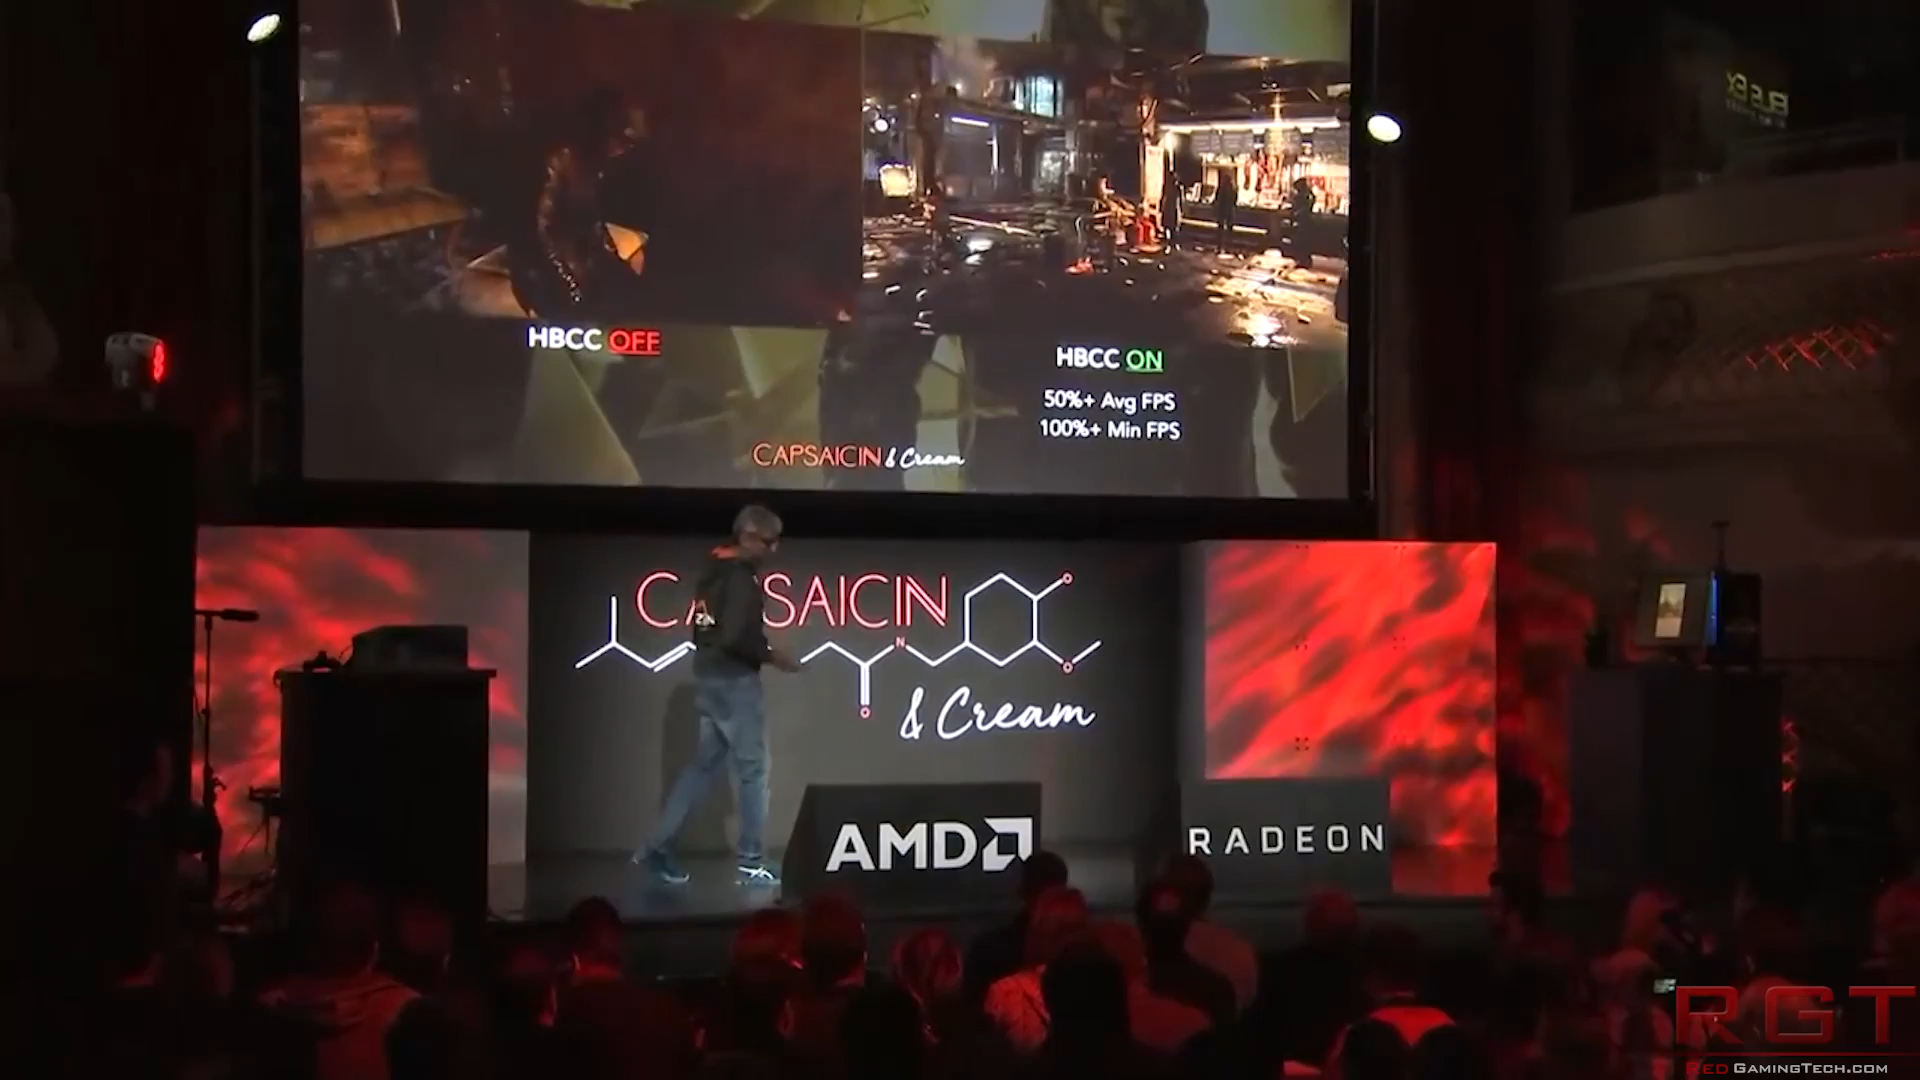 HBCC OFF
HBCC ON
50%+ Avg FPS
100%+ Min FPS
CAPSAICIN & Cream
CAPSAICIN
N
O
O
O
& Cream
AMD
RADEON
RGT
RED GAMINGTECH.COM